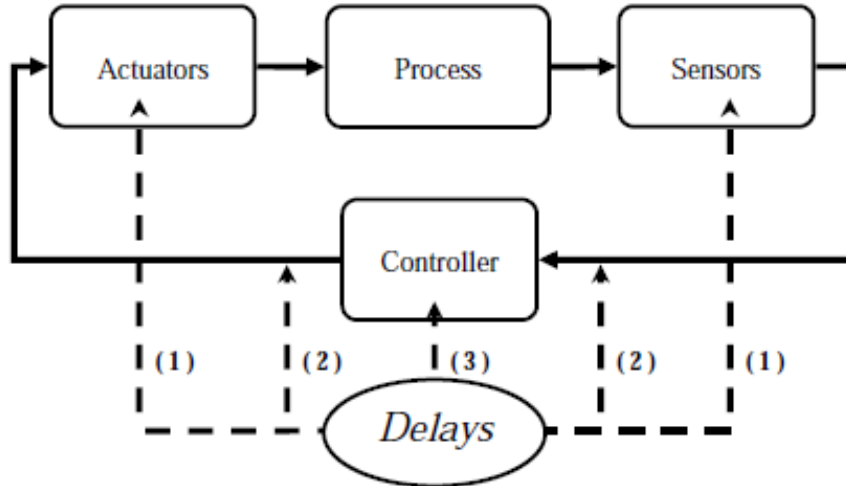 Actuators
Process
Sensors
Controller
(1)
(2)
(3)
(2)
(1)
Delays